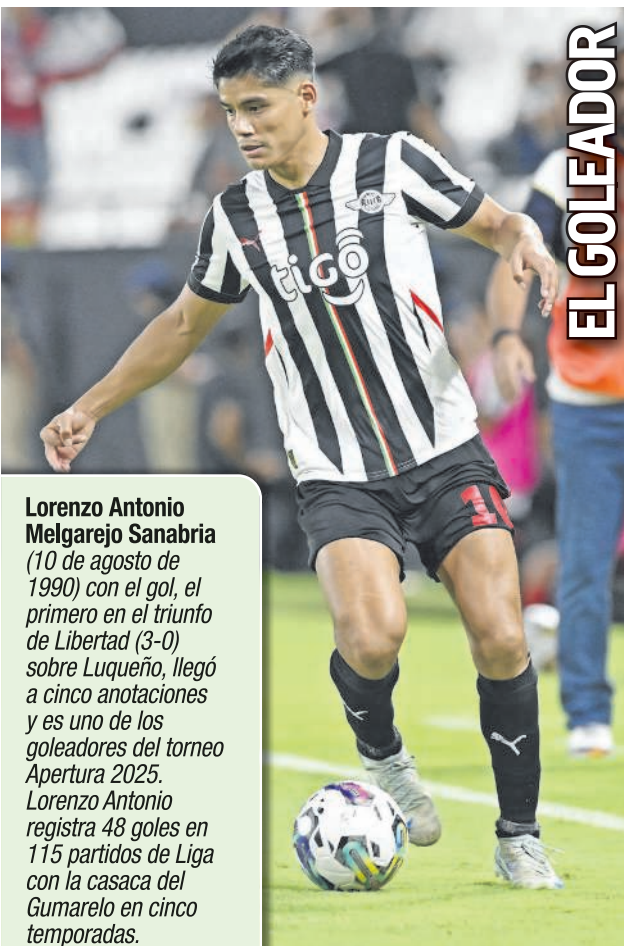 EL GOLEADOR
tigo
10
Lorenzo Antonio
Melgarejo Sanabria
(10 de agosto de
1990) con el gol, el
primero en el triunfo
de Libertad (3-0)
sobre Luqueño, llegó
a cinco anotaciones
y es uno de los
goleadores del torneo
Apertura 2025.
Lorenzo Antonio
registra 48 goles en
115 partidos de Liga
con la casaca del
Gumarelo en cinco
temporadas.